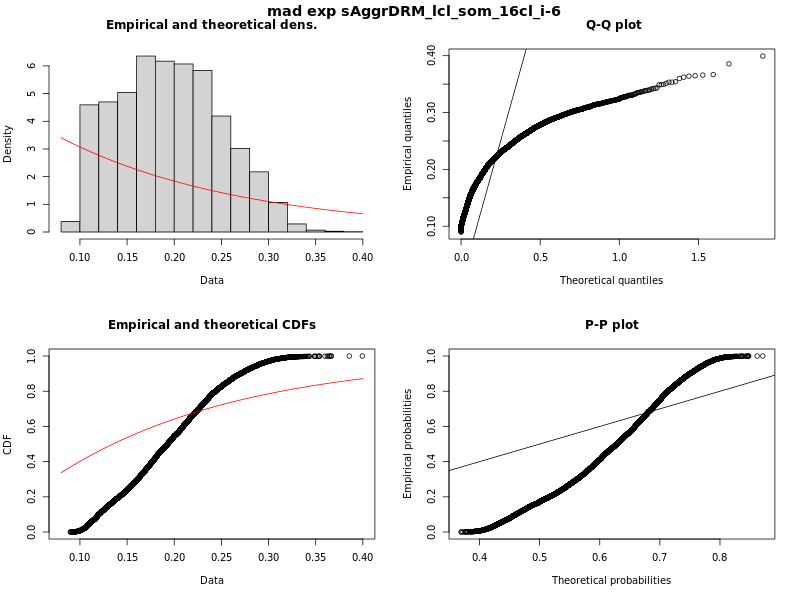 mad exp sAggrDRM_lcl_som_16cl_i-6
Empirical and theoretical dens.
Density
0 1 2 3 4 5 6
0.10 0.15 0.20 0.25 0.30 0.35 0.40
Data
Q-Q plot
Empirical quantiles
0.10 0.20 0.30 0.40
0.0 0.5 1.0 1.5
Theoretical quantiles
Empirical and theoretical CDFs
CDF
0.0 0.2 0.4 0.6 0.8 1.0
0.10 0.15 0.20 0.25 0.30 0.35 0.40
Data
P-P plot
Empirical probabilities
0.0 0.2 0.4 0.6 0.8 1.0
0.4 0.5 0.6 0.7 0.8
Theoretical probabilities